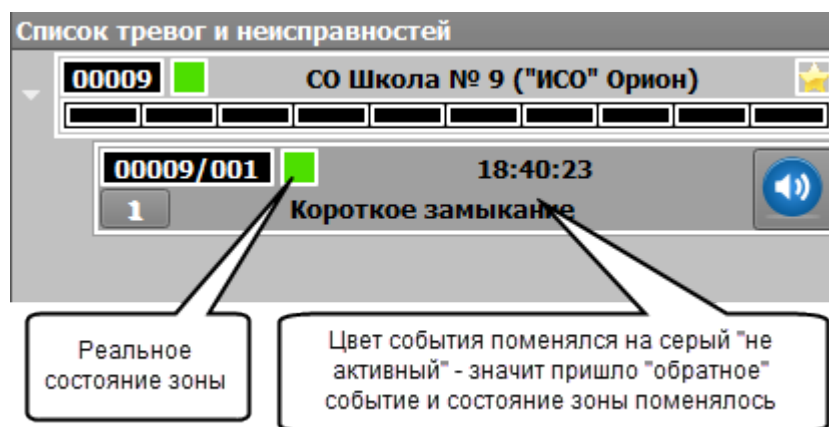 Список тревог и неисправностей
00009 СО Школа № 9 ("ИСО" Орион)
00009/001 18:40:23
1 Короткое замыкание
Реальное
состояние зоны
Цвет события поменялся на серый "не
активный" - значит пришло "обратное"
событие и состояние зоны поменялось